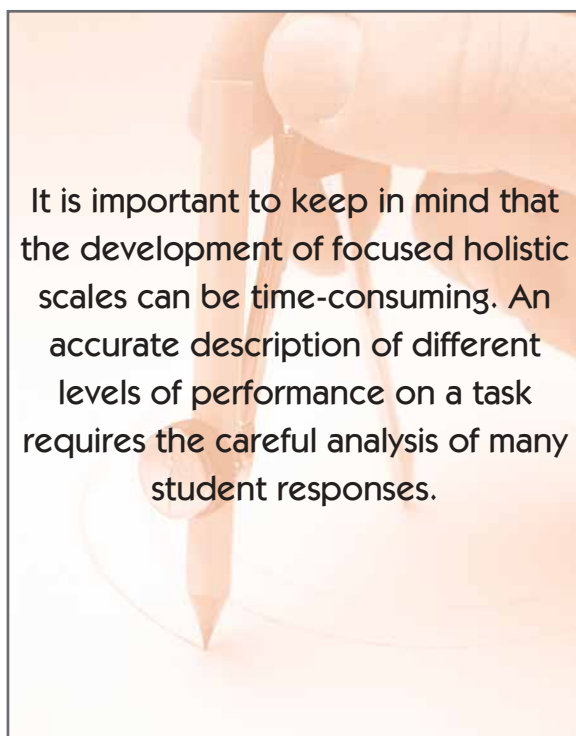 It is important to keep in mind that
the development of focused holistic
scales can be time-consuming. An
accurate description of different
levels of performance on a task
requires the careful analysis of many
student responses.